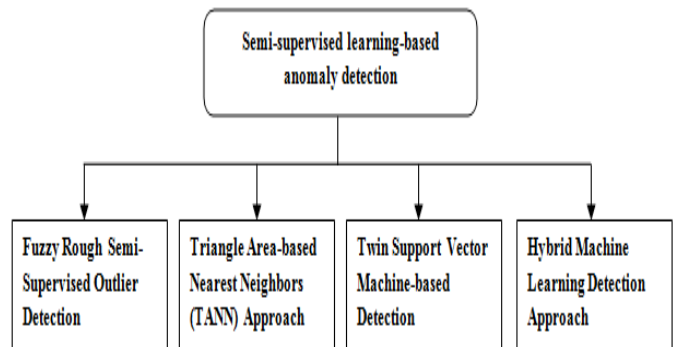 Semi-supervised learning-based
anomaly detection
Fuzzy Rough Semi-
Supervised Outlier
Detection
Triangle Area-based
Nearest Neighbors
(TANN) Approach
Twin Support Vector
Machine-based
Detection
Hybrid Machine
Learning Detection
Approach